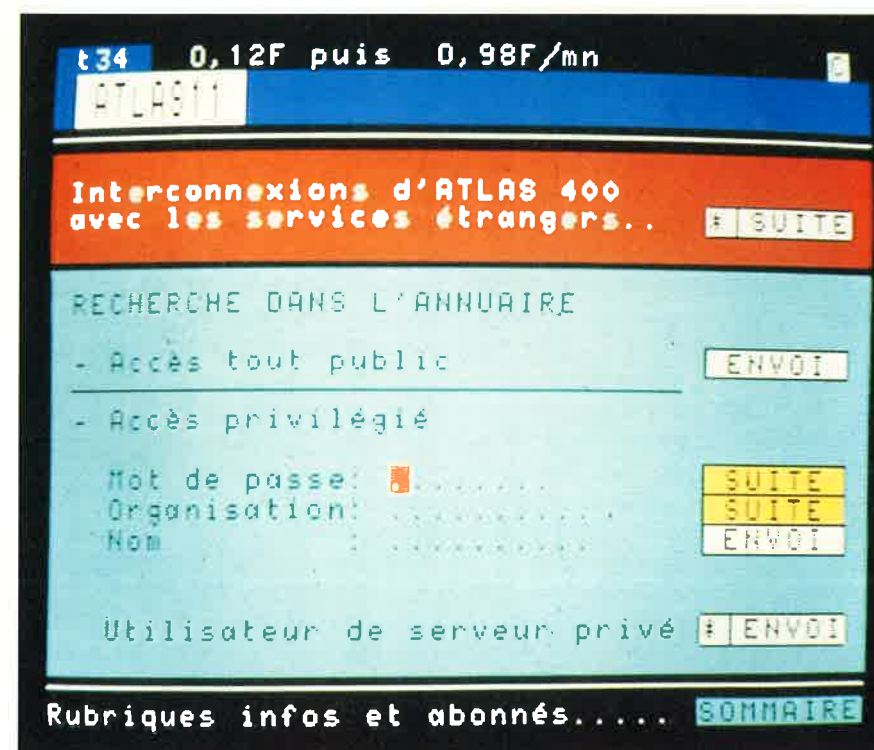 t34 0,12F puis 0,98F/mn C
ATLAS11
Interconnexions d'ATLAS 400
avec les services étrangers.. * SUITE
RECHERCHE DANS L'ANNUAIRE
- Accès tout public ENVOI
- Accès privilégié
Mot de passe: ........ SUITE
Organisation: ........... SUITE
Nom : .......... ENVOI
Utilisateur de serveur privé * ENVOI
Rubriques infos et abonnés..... SOMMAIRE